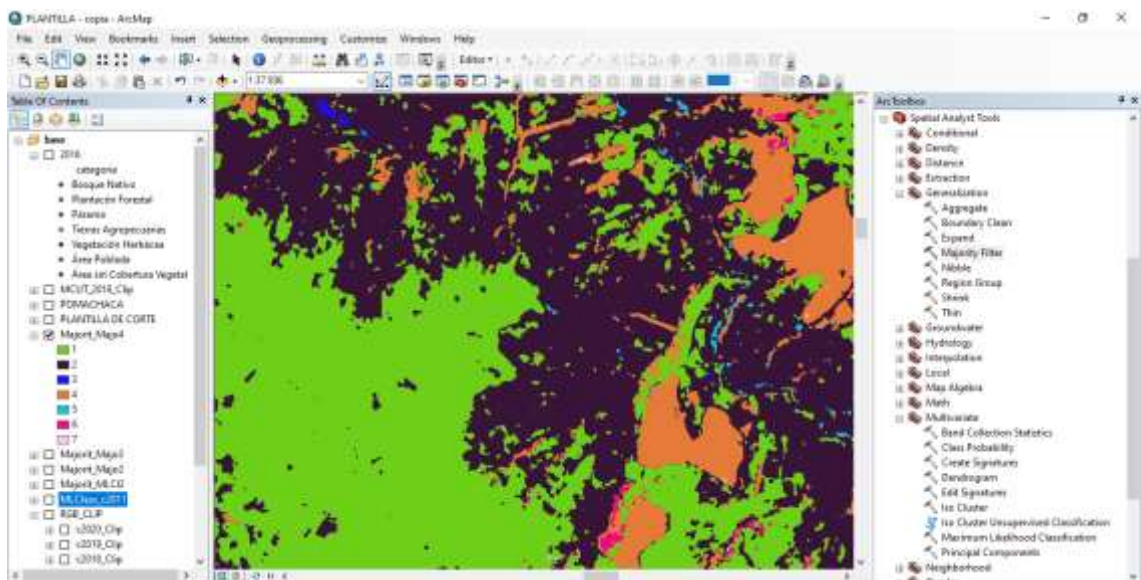 PLANTILLA - copia - ArcMap
File Edit View Bookmarks Insert Selection Geoprocessing Customize Windows Help
Editor
Table Of Contents
base
2016
categoria
Bosque Nativo
Plantación Forestal
Páramo
Tierras Agropecuarias
Vegetación Herbácea
Área Poblada
Área sin Cobertura Vegetal
MCUT_2018_Clip
POMACHACA
PLANTILLA DE CORTE
Majorit_Majo4
1
2
3
4
5
6
7
Majorit_Majo3
Majorit_Majo2
RGB_CLIP
c2020_Clip
c2019_Clip
c2018_Clip
ArcToolbox
Spatial Analyst Tools
Conditional
Density
Distance
Extraction
Generalization
Aggregate
Boundary Clean
Expand
Majority Filter
Nibble
Region Group
Shrink
Thin
Groundwater
Hydrology
Interpolation
Local
Map Algebra
Math
Multivariate
Band Collection Statistics
Class Probability
Create Signatures
Dendrogram
Edit Signatures
Iso Cluster
Iso Cluster Unsupervised Classification
Maximum Likelihood Classification
Principal Components
Neighborhood